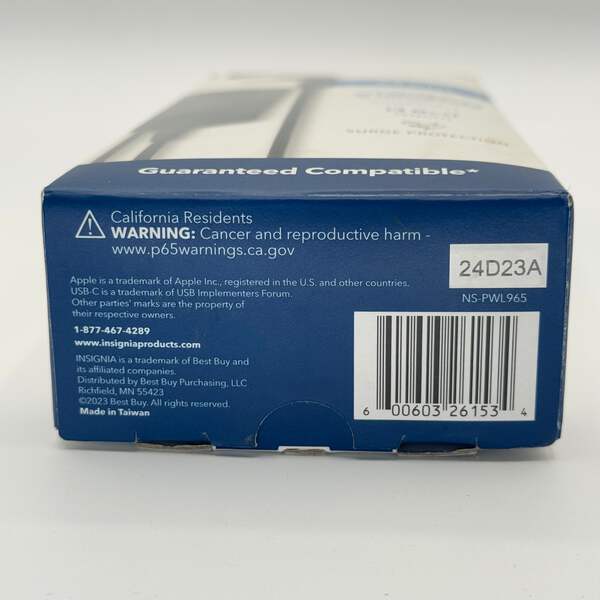 SURGE PROTECTION
Guaranteed Compatible*
California Residents
WARNING: Cancer and reproductive harm -
www.p65warnings.ca.gov
24D23A
NS-PWL965
Apple is a trademark of Apple Inc., registered in the U.S. and other countries.
USB-C is a trademark of USB Implementers Forum.
Other parties' marks are the property of
their respective owners.
1-877-467-4289
www.insigniaproducts.com
INSIGNIA is a trademark of Best Buy and
its affiliated companies.
Distributed by Best Buy Purchasing, LLC
Richfield, MN 55423
©2023 Best Buy. All rights reserved.
Made in Taiwan
6 00603 26153 4